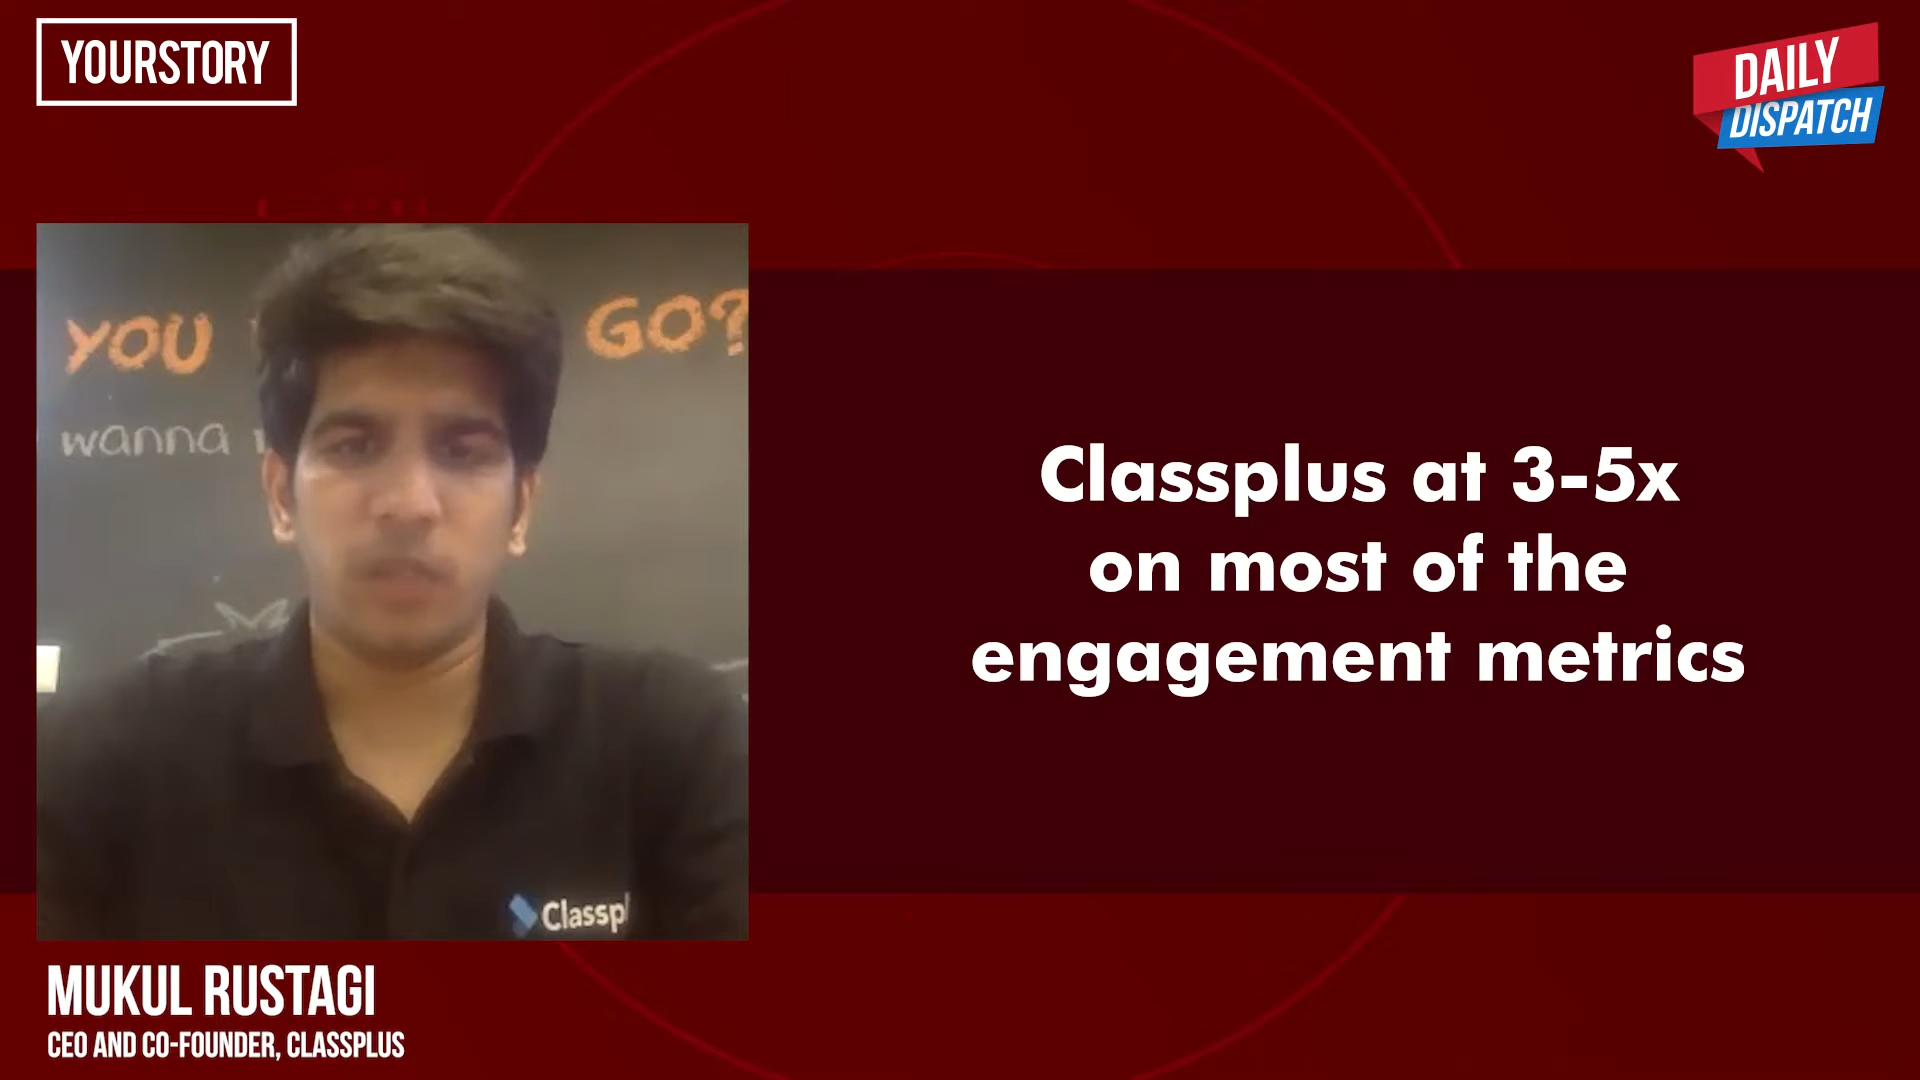 YOURSTORY
DAILY
DISPATCH
YOU GO?
wanna
Classpl
Classplus at 3-5x
on most of the
engagement metrics
MUKUL RUSTAGI
CEO AND CO-FOUNDER, CLASSPLUS